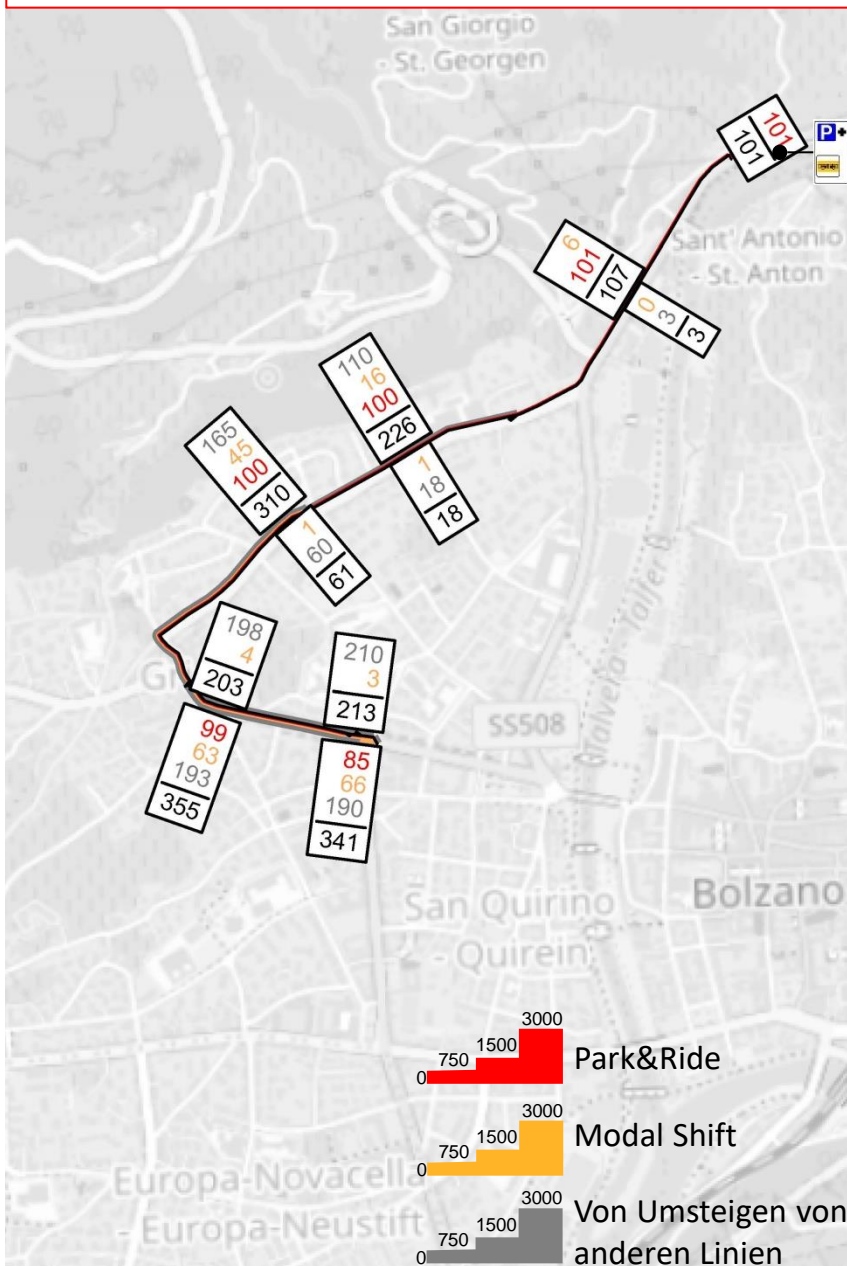 San Giorgio
- St. Georgen
101
101
P+
Sant' Antonio
- St. Anton
6
101
107
0
3
3
110
16
100
226
1
18
18
165
45
100
310
1
60
61
198
4
203
210
3
213
99
63
193
355
85
66
190
341
SS508
Talvera - Talfer
Bolzano
San Quirino
- Quirein
0 750 1500 3000
Park&Ride
0 750 1500 3000
Modal Shift
Europa-Novacella
- Europa-Neustift
0 750 1500 3000
Von Umsteigen von
anderen Linien